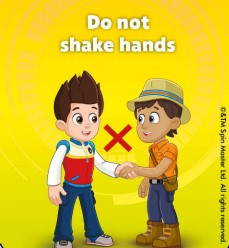 Do not
shake hands
©&TM Spin Master Ltd. All rights reserved.